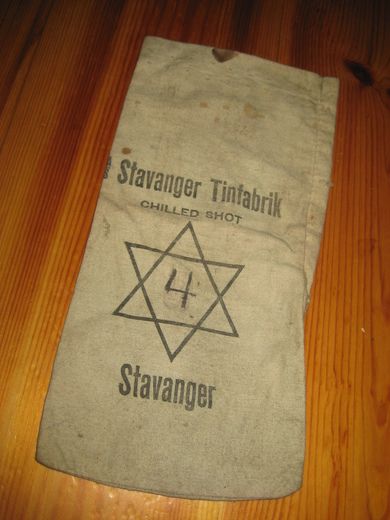 Stavanger Tinfabrik
CHILLED SHOT
4
Stavanger